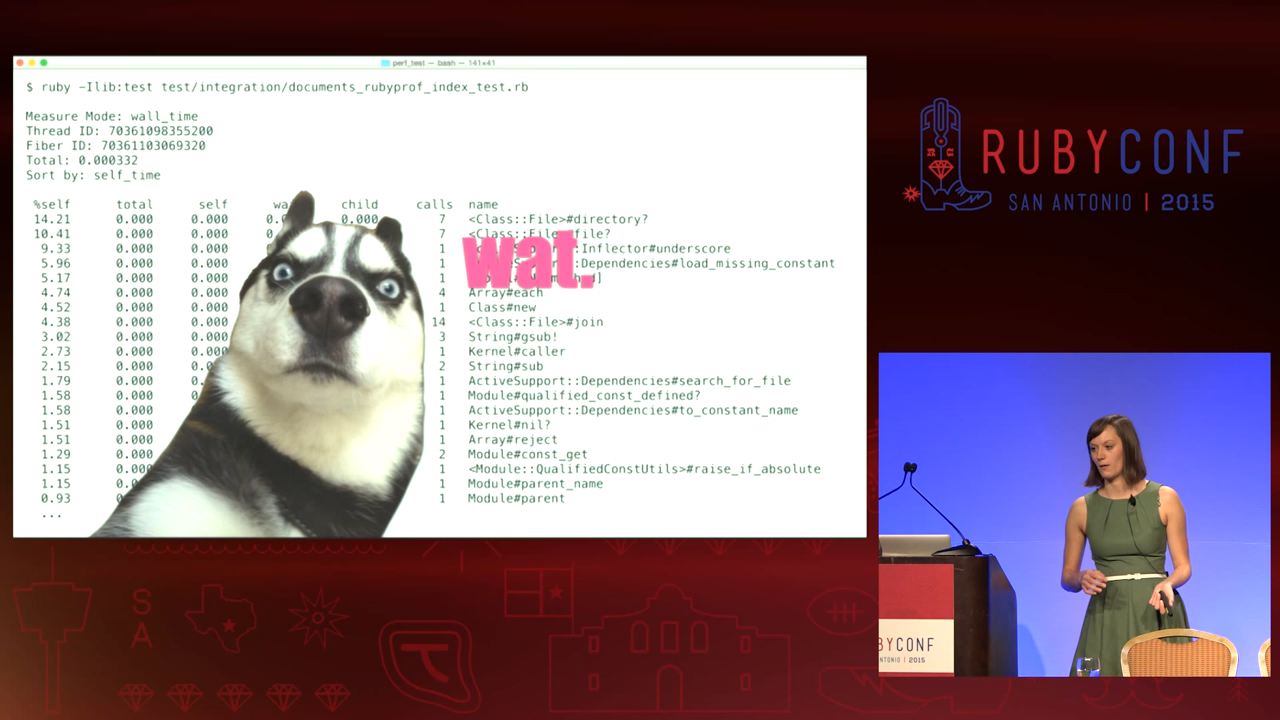 perf_test — bash — 141×41
$ ruby -Ilib:test test/integration/documents_rubyprof_index_test.rb
Measure Mode: wall_time
Thread ID: 70361098355200
Fiber ID: 70361103069320
Total: 0.000332
Sort by: self_time
%self total self child calls name
14.21 0.000 0.000 0.000 7 <Class::File>#directory?
10.41 0.000 0.000 7 <Class::File>#file?
9.33 0.000 0.000 1 Inflector#underscore
5.96 0.000 0.000 1 Dependencies#load_missing_constant
5.17 0.000 0.000 1
4.74 0.000 0.000 4 Array#each
4.52 0.000 0.000 1 Class#new
4.38 0.000 0.000 14 <Class::File>#join
3.02 0.000 0.000 3 String#gsub!
2.73 0.000 0.000 1 Kernel#caller
2.15 0.000 0.000 2 String#sub
1.79 0.000 1 ActiveSupport::Dependencies#search_for_file
1.58 0.000 1 Module#qualified_const_defined?
1.58 0.000 1 ActiveSupport::Dependencies#to_constant_name
1.51 0.000 1 Kernel#nil?
1.51 0.000 1 Array#reject
1.29 0.000 2 Module#const_get
1.15 0.000 1 <Module::QualifiedConstUtils>#raise_if_absolute
1.15 1 Module#parent_name
0.93 1 Module#parent
...
wat.
RUBYCONF
SAN ANTONIO | 2015
SA
BYCONF
NTONIO | 2015